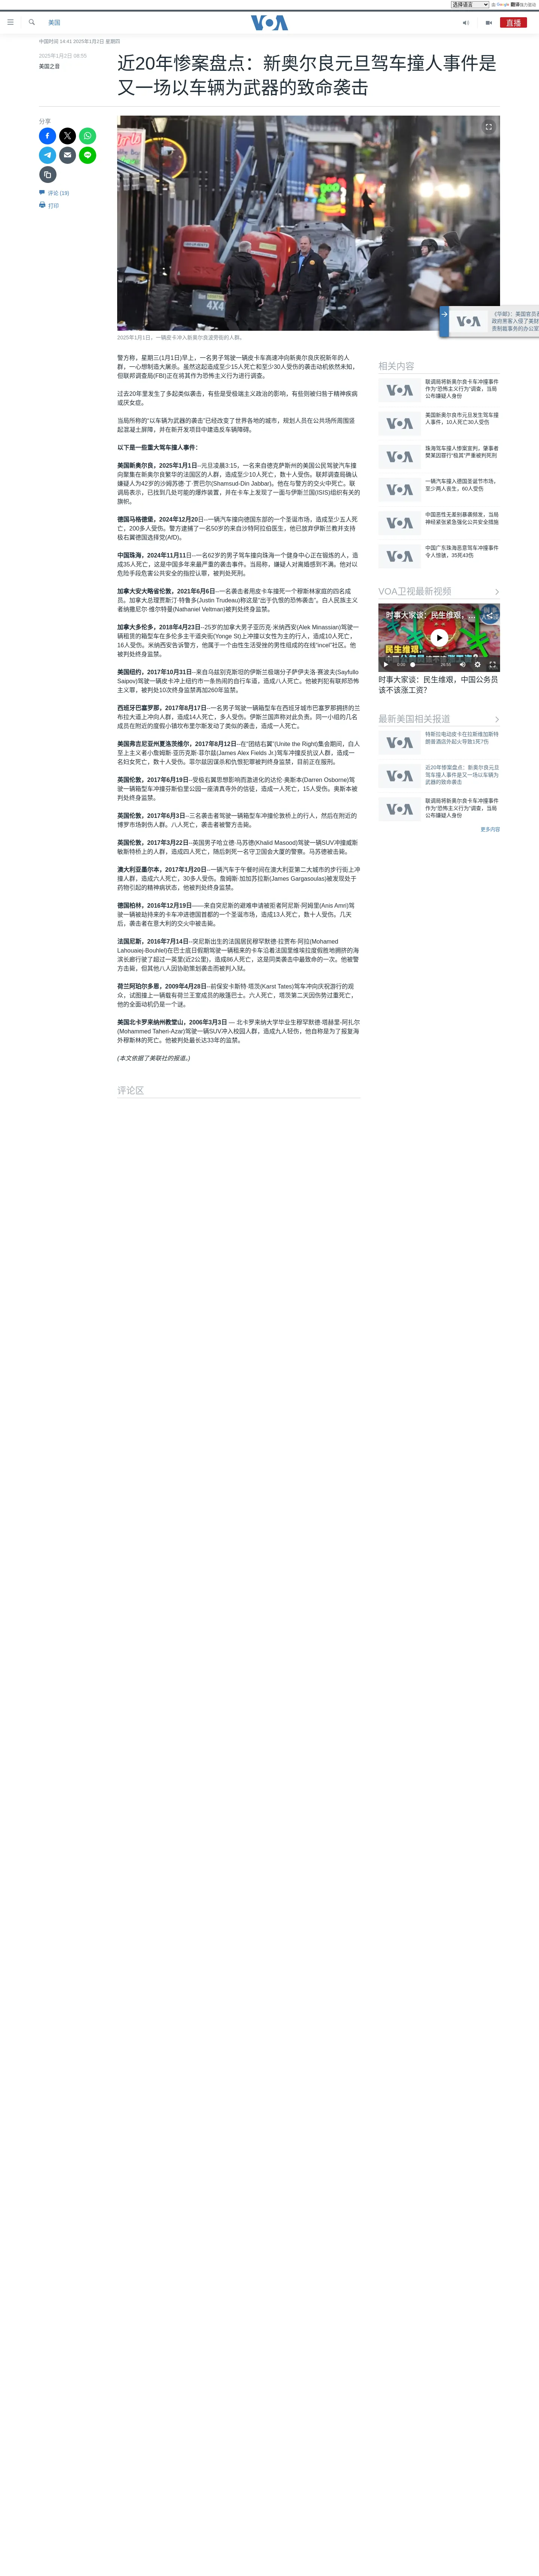 选择语言
由 Google 翻译强力驱动
美国
VOA
直播
中国时间 14:41 2025年1月2日 星期四
2025年1月2日 08:55
美国之音
近20年惨案盘点：新奥尔良元旦驾车撞人事件是
又一场以车辆为武器的致命袭击
分享
评论 (18)
打印
2025年1月1日，一辆皮卡冲入新奥尔良波旁街的人群。
警方称，星期三(1月1日)早上，一名男子驾驶一辆皮卡车高速冲向新奥尔良庆祝新年的人
群，一心想制造大屠杀。虽然这起造成至少15人死亡和至少30人受伤的袭击动机依然未知，
但联邦调查局(FBI)正在将其作为恐怖主义行为进行调查。
过去20年里发生了多起类似袭击，有些是受极端主义政治的影响，有些则被归咎于精神疾病
或厌女症。
当局所称的“以车辆为武器的袭击”已经改变了世界各地的城市，规划人员在公共场所周围竖
起混凝土屏障，并在新开发项目中建造反车辆障碍。
以下是一些重大驾车撞人事件：
美国新奥尔良，2025年1月1日--元旦凌晨3:15，一名来自德克萨斯州的美国公民驾驶汽车撞
向聚集在新奥尔良繁华的法国区的人群，造成至少10人死亡，数十人受伤。联邦调查局确认
嫌疑人为42岁的沙姆苏德·丁·贾巴尔(Shamsud-Din Jabbar)。他在与警方的交火中死亡。联
调局表示，已找到几处可能的爆炸装置，并在卡车上发现了一面与伊斯兰国(ISIS)组织有关的
旗帜。
德国马格德堡，2024年12月20日--一辆汽车撞向德国东部的一个圣诞市场，造成至少五人死
亡，200多人受伤。警方逮捕了一名50岁的来自沙特阿拉伯医生，他已放弃伊斯兰教并支持
极右翼德国选择党(AfD)。
中国珠海，2024年11月11日--一名62岁的男子驾车撞向珠海一个健身中心正在锻炼的人，造
成35人死亡，这是中国多年来最严重的袭击事件。当局称，嫌疑人对离婚感到不满。他对以
危险手段危害公共安全的指控认罪，被判处死刑。
加拿大安大略省伦敦，2021年6月6日--一名袭击者用皮卡车撞死一个穆斯林家庭的四名成
员。加拿大总理贾斯汀·特鲁多(Justin Trudeau)称这是“出于仇恨的恐怖袭击”。白人民族主义
者纳撒尼尔·维尔特曼(Nathaniel Veltman)被判处终身监禁。
加拿大多伦多，2018年4月23日--25岁的加拿大男子亚历克·米纳西安(Alek Minassian)驾驶一
辆租赁的箱型车在多伦多主干道央街(Yonge St)上冲撞以女性为主的行人，造成10人死亡，
16人受伤。米纳西安告诉警方，他属于一个由性生活受挫的男性组成的在线“incel”社区。他
被判处终身监禁。
美国纽约，2017年10月31日--来自乌兹别克斯坦的伊斯兰极端分子萨伊夫洛·赛波夫(Sayfullo
Saipov)驾驶一辆皮卡冲上纽约市一条热闹的自行车道，造成八人死亡。他被判犯有联邦恐怖
主义罪，被判处10次终身监禁再加260年监禁。
西班牙巴塞罗那，2017年8月17日--一名男子驾驶一辆箱型车在西班牙城市巴塞罗那拥挤的兰
布拉大道上冲向人群，造成14人死亡，多人受伤。伊斯兰国声称对此负责。同一小组的几名
成员在附近的度假小镇坎布里尔斯发动了类似的袭击，造成一人死亡。
美国弗吉尼亚州夏洛茨维尔，2017年8月12日--在“团结右翼”(Unite the Right)集会期间，白人
至上主义者小詹姆斯·亚历克斯·菲尔兹(James Alex Fields Jr.)驾车冲撞反抗议人群，造成一
名妇女死亡，数十人受伤。菲尔兹因谋杀和仇恨犯罪被判终身监禁，目前正在服刑。
英国伦敦，2017年6月19日--受极右翼思想影响而激进化的达伦·奥斯本(Darren Osborne)驾
驶一辆箱型车冲撞芬斯伯里公园一座清真寺外的信徒，造成一人死亡，15人受伤。奥斯本被
判处终身监禁。
英国伦敦，2017年6月3日--三名袭击者驾驶一辆箱型车冲撞伦敦桥上的行人，然后在附近的
博罗市场刺伤人群。八人死亡，袭击者被警方击毙。
英国伦敦，2017年3月22日--英国男子哈立德·马苏德(Khalid Masood)驾驶一辆SUV冲撞威斯
敏斯特桥上的人群，造成四人死亡，随后刺死一名守卫国会大厦的警察。马苏德被击毙。
澳大利亚墨尔本，2017年1月20日--一辆汽车于午餐时间在澳大利亚第二大城市的步行街上冲
撞人群，造成六人死亡，30多人受伤。詹姆斯·加加苏拉斯(James Gargasoulas)被发现处于
药物引起的精神病状态，他被判处终身监禁。
德国柏林，2016年12月19日——来自突尼斯的避难申请被拒者阿尼斯·阿姆里(Anis Amri)驾
驶一辆被劫持来的卡车冲进德国首都的一个圣诞市场，造成13人死亡，数十人受伤。几天
后，袭击者在意大利的交火中被击毙。
法国尼斯，2016年7月14日--突尼斯出生的法国居民穆罕默德·拉贾布·阿拉(Mohamed
Lahouaiej-Bouhlel)在巴士底日假期驾驶一辆租来的卡车沿着法国里维埃拉度假胜地拥挤的海
滨长廊行驶了超过一英里(近2公里)，造成86人死亡，这是同类袭击中最致命的一次。他被警
方击毙，但其他八人因协助策划袭击而被判入狱。
荷兰阿珀尔多恩，2009年4月28日--前保安卡斯特·塔茨(Karst Tates)驾车冲向庆祝游行的观
众，试图撞上一辆载有荷兰王室成员的敞篷巴士。六人死亡，塔茨第二天因伤势过重死亡，
他的全面动机仍是一个谜。
美国北卡罗来纳州教堂山，2006年3月3日 — 北卡罗来纳大学毕业生穆罕默德·塔赫里-阿扎尔
(Mohammed Taheri-Azar)驾驶一辆SUV冲入校园人群，造成九人轻伤，他自称是为了报复海
外穆斯林的死亡。他被判处最长达33年的监禁。
(本文依据了美联社的报道。)
评论区
《华邮》：美国官员表
政府黑客入侵了美财
责制裁事务的办公室
相关内容
联调局将新奥尔良卡车冲撞事件
作为“恐怖主义行为”调查，当局
公布嫌疑人身份
美国新奥尔良市元旦发生驾车撞
人事件，10人死亡30人受伤
珠海驾车撞人惨案宣判，肇事者
樊某因罪行“极其”严重被判死刑
一辆汽车撞入德国圣诞节市场，
至少两人丧生，60人受伤
中国恶性无差别暴袭频发，当局
神经紧张紧急强化公共安全措施
中国广东珠海恶意驾车冲撞事件
令人惊骇，35死43伤
VOA卫视最新视频
时事大家谈：民生维艰，
0:00
16:55
时事大家谈：民生维艰，中国公务员
该不该涨工资？
最新美国相关报道
特斯拉电动皮卡在拉斯维加斯特
朗普酒店外起火导致1死7伤
近20年惨案盘点：新奥尔良元旦
驾车撞人事件是又一场以车辆为
武器的致命袭击
联调局将新奥尔良卡车冲撞事件
作为“恐怖主义行为”调查，当局
公布嫌疑人身份
更多内容